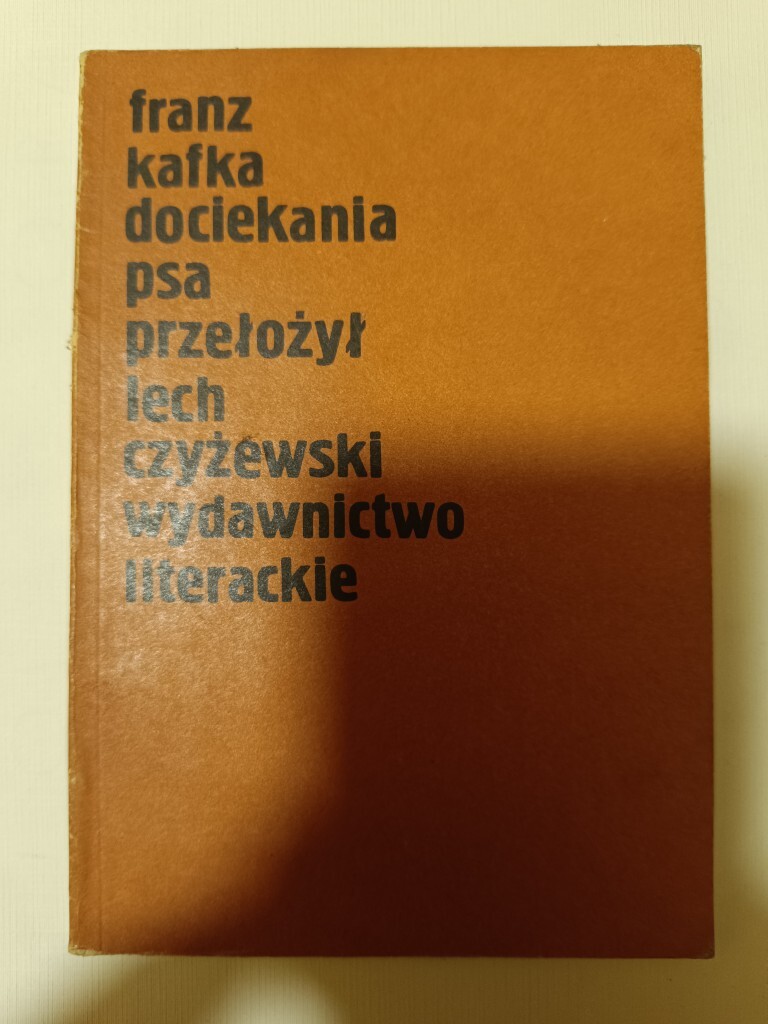 franz
kafka
dociekania
psa
przełożył
lech
czyżewski
wydawnictwo
literackie